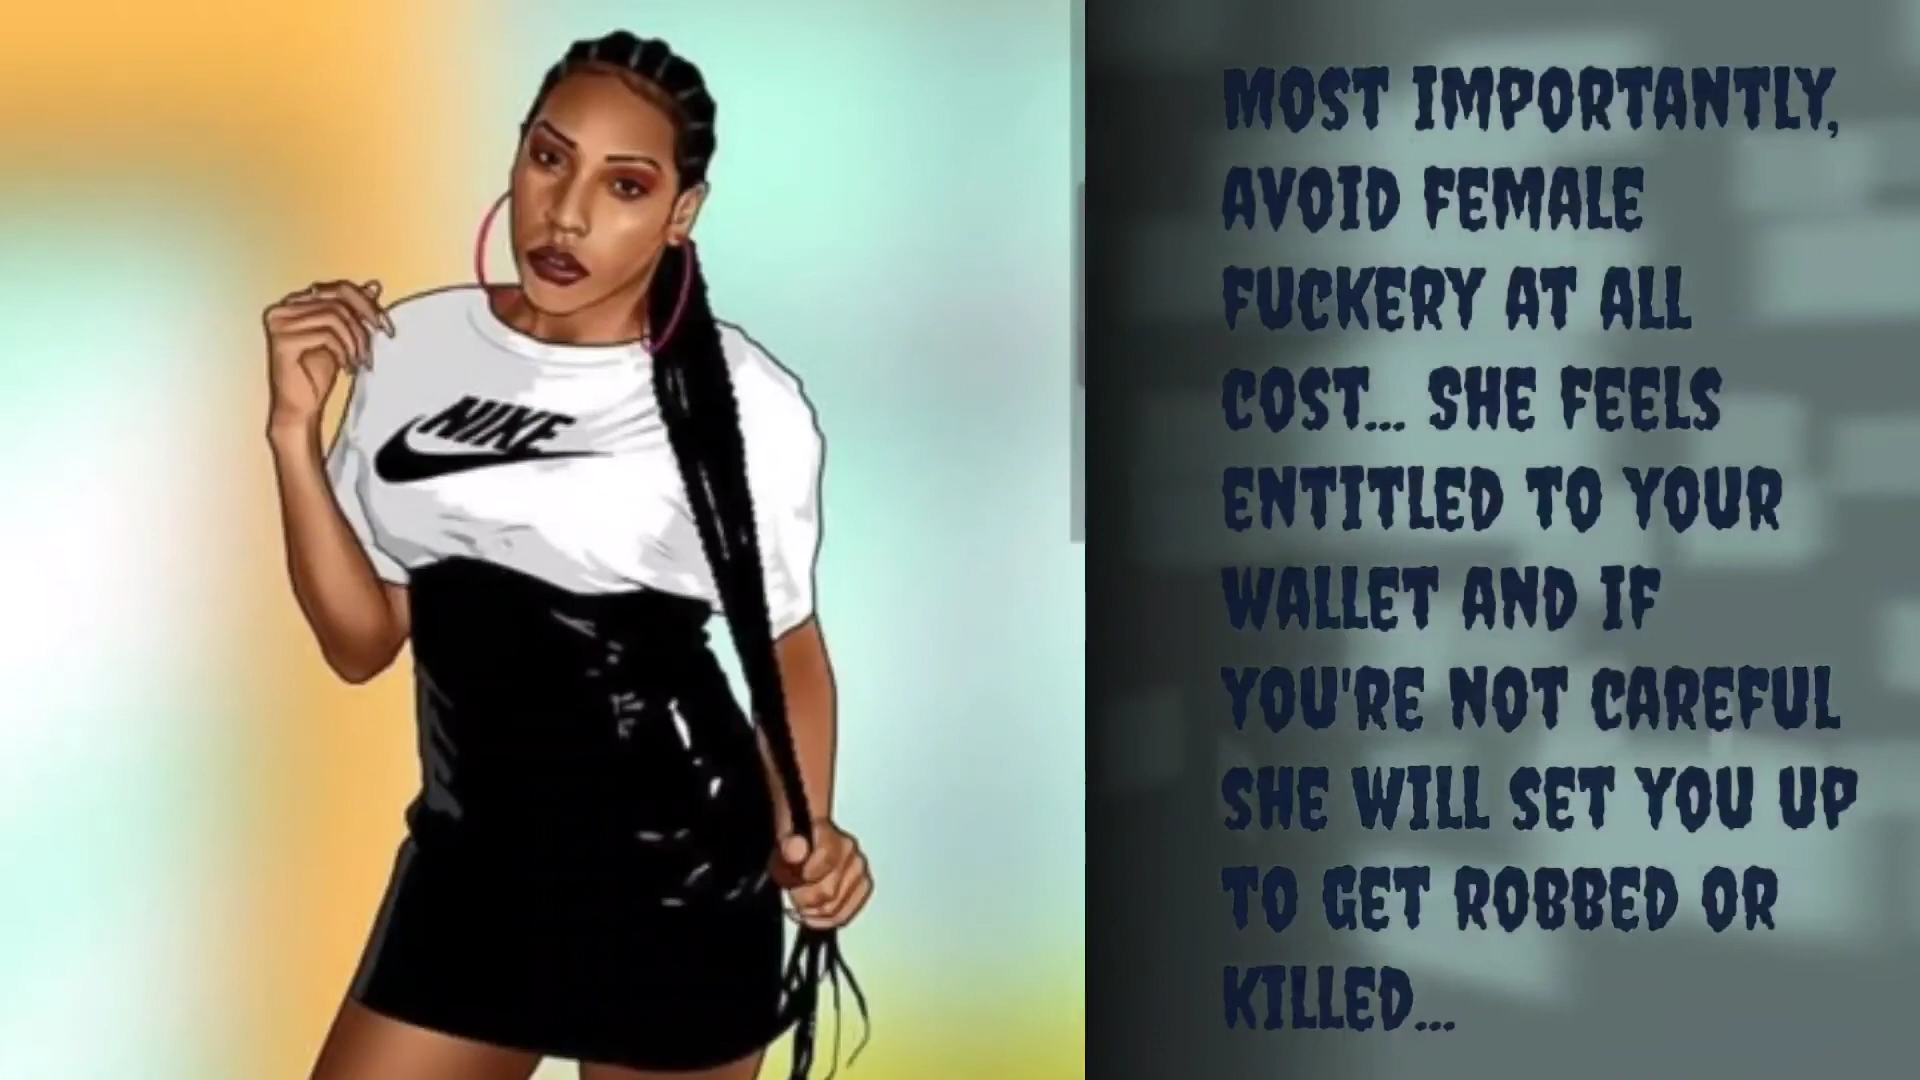 NIKE
MOST IMPORTANTLY,
AVOID FEMALE
FUCKERY AT ALL
COST... SHE FEELS
ENTITLED TO YOUR
WALLET AND IF
YOU'RE NOT CAREFUL
SHE WILL SET YOU UP
TO GET ROBBED OR
KILLED...